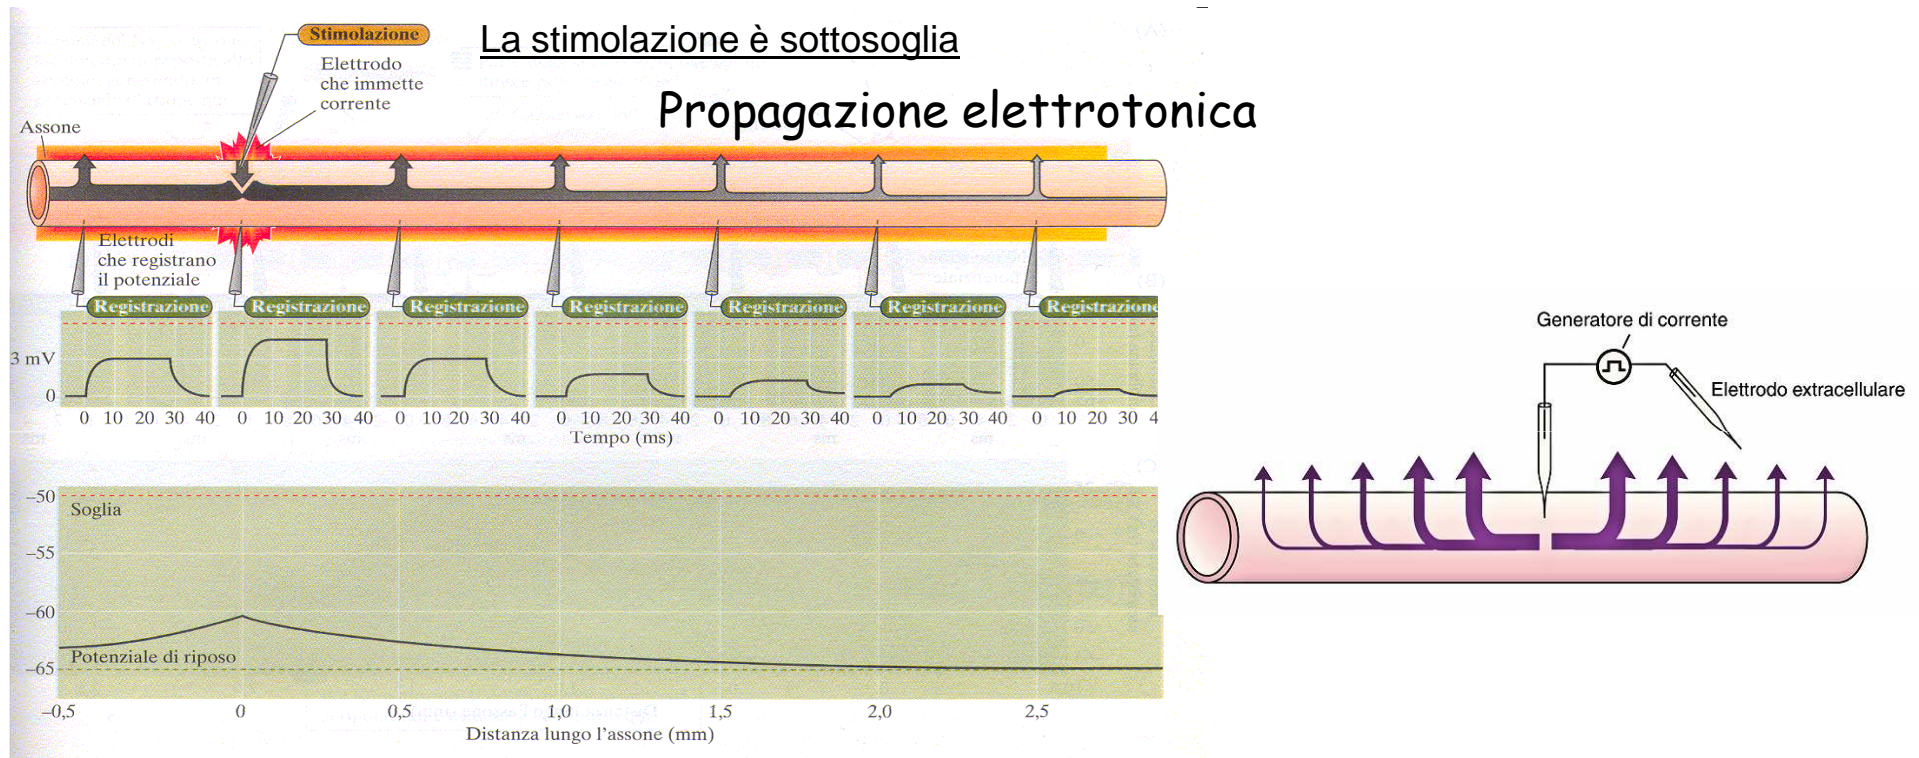 La stimolazione è sottosoglia
Propagazione elettrotonica
Stimolazione
Elettrodo
che immette
corrente
Assone
Elettrodi
che registrano
il potenziale
Registrazione Registrazione Registrazione Registrazione Registrazione Registrazione Registrazione
3 mV
0
0 10 20 30 40 0 10 20 30 40 0 10 20 30 40 0 10 20 30 40 0 10 20 30 40 0 10 20 30 40 0 10 20 30 4
Tempo (ms)
–50
Soglia
–55
–60
Potenziale di riposo
–65
–0,5 0 0,5 1,0 1,5 2,0 2,5
Distanza lungo l'assone (mm)
Generatore di corrente
Elettrodo extracellulare